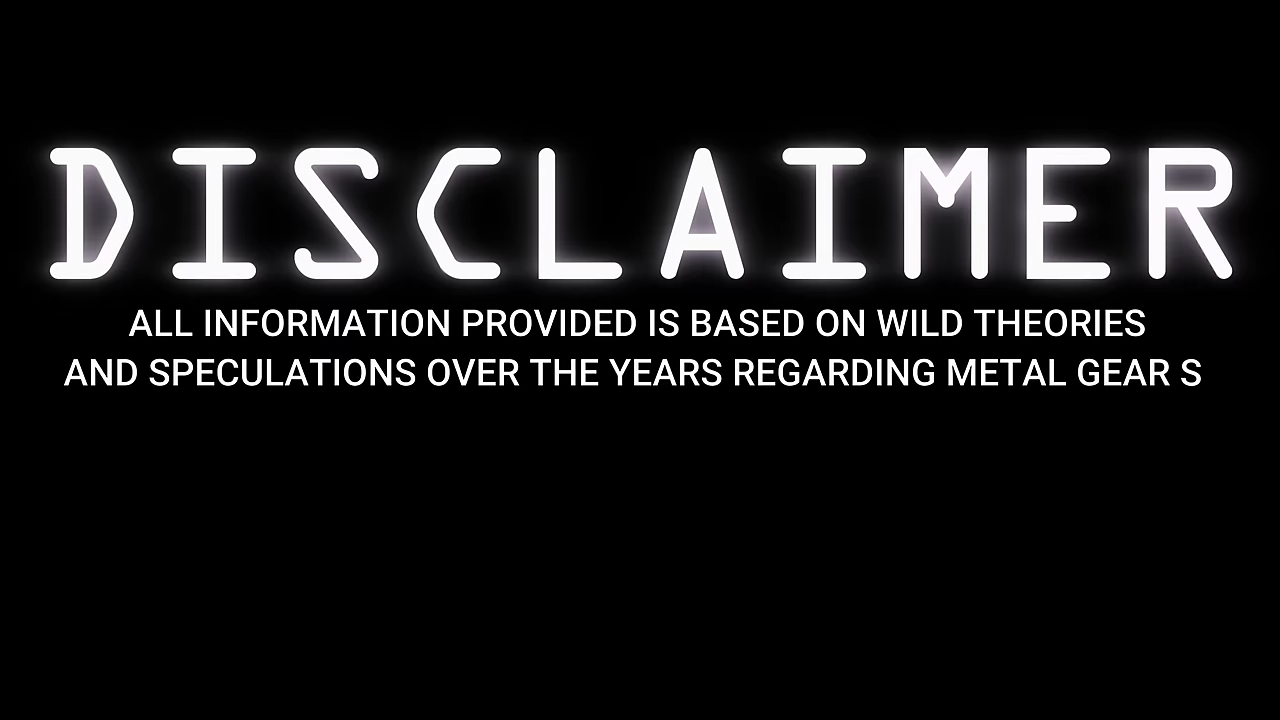 DISCLAIMER
ALL INFORMATION PROVIDED IS BASED ON WILD THEORIES
AND SPECULATIONS OVER THE YEARS REGARDING METAL GEAR S